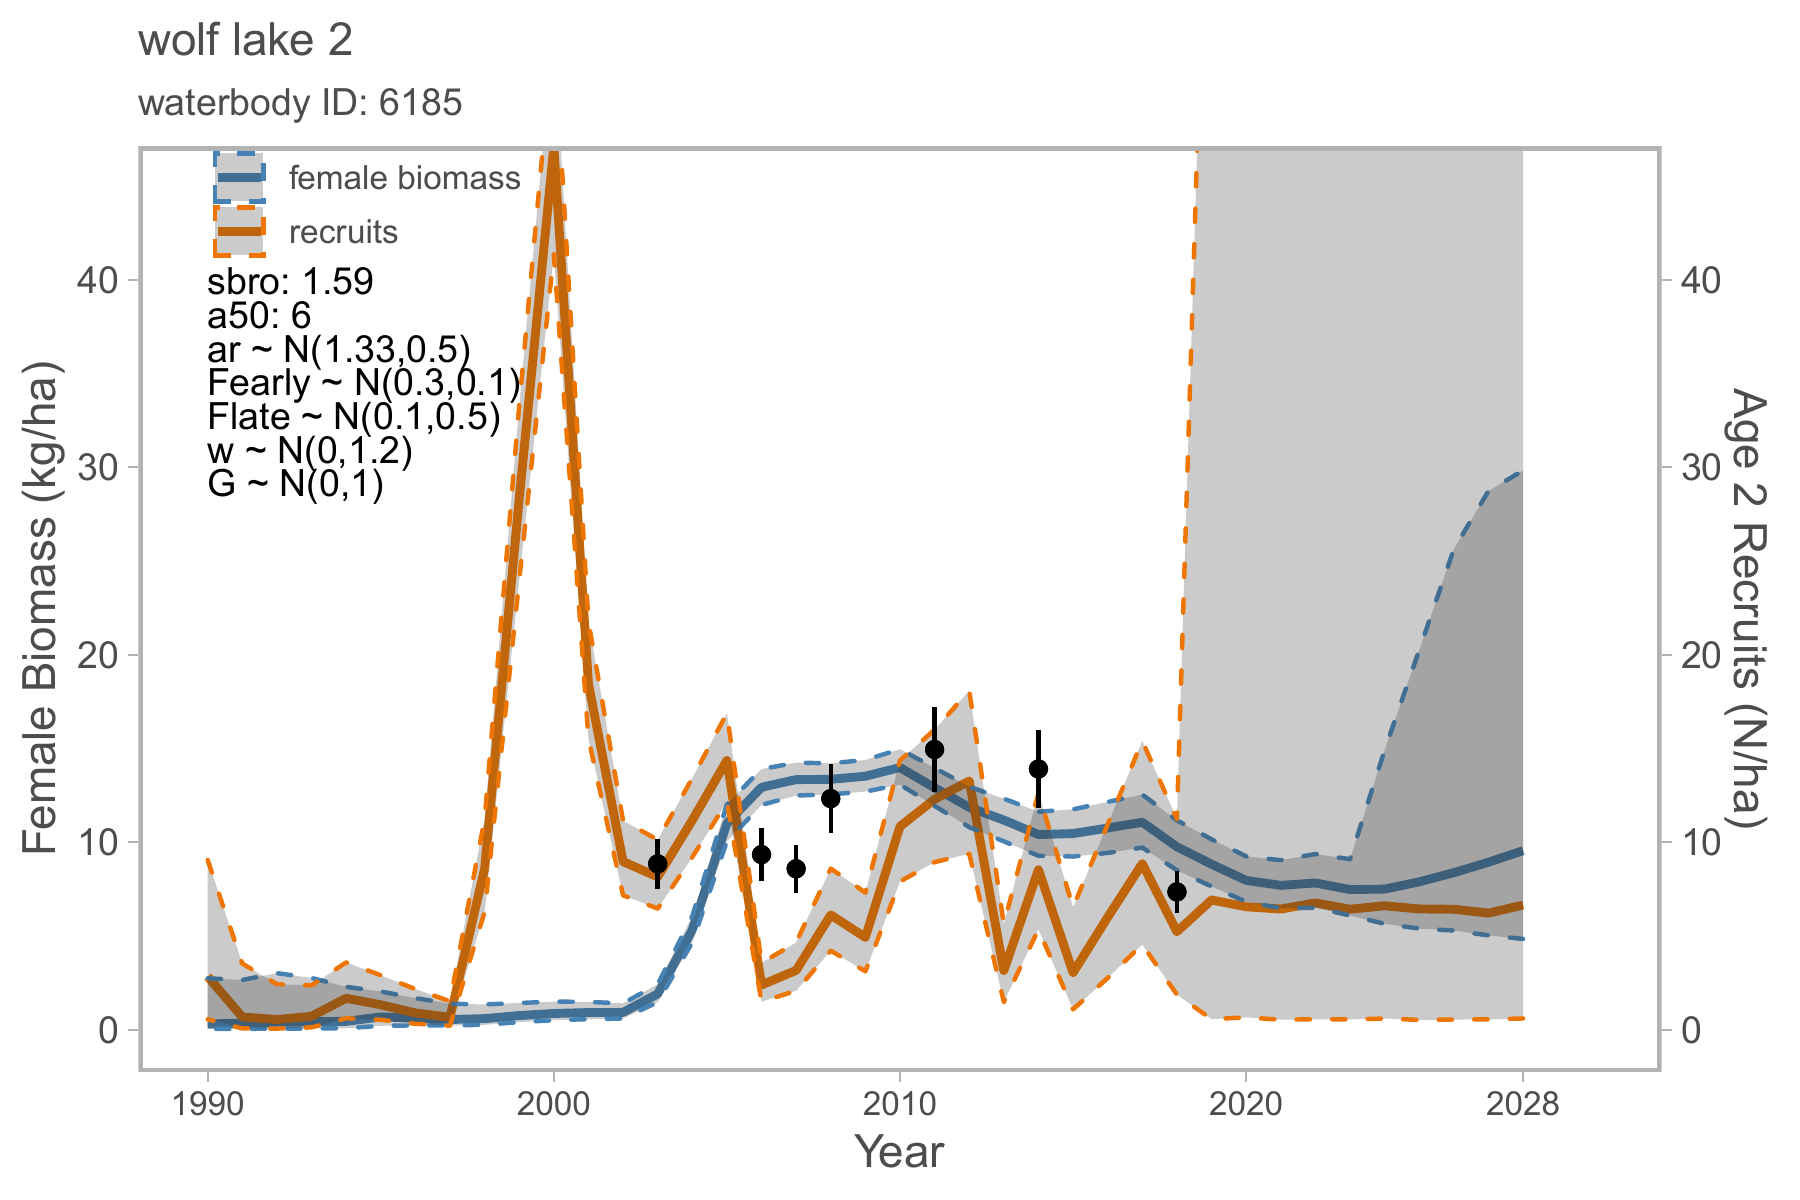 wolf lake 2
waterbody ID: 6185
female biomass
recruits
sbro: 1.59
a50: 6
ar ~ N(1.33,0.5)
Fearly ~ N(0.3,0.1)
Flate ~ N(0.1,0.5)
w ~ N(0,1.2)
G ~ N(0,1)
Female Biomass (kg/ha)
40
30
20
10
0
Age 2 Recruits (N/ha)
40
30
20
10
0
1990
2000
2010
2020
2028
Year